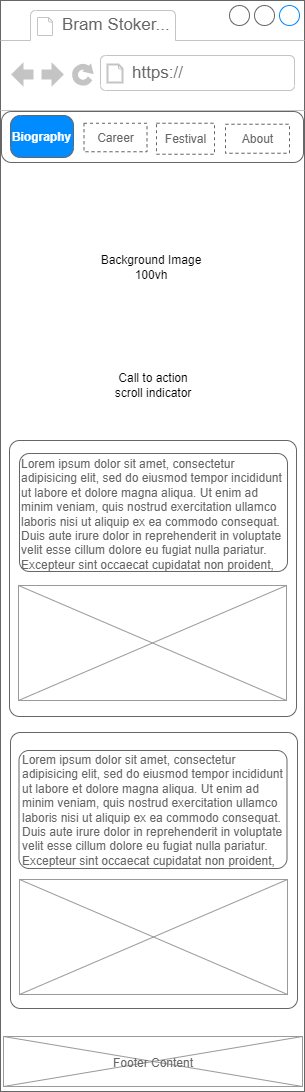 Bram Stoker...
https://
Biography
Career
Festival
About
Background Image
100vh
Call to action
scroll indicator
Lorem ipsum dolor sit amet, consectetur
adipisicing elit, sed do eiusmod tempor incididunt
ut labore et dolore magna aliqua. Ut enim ad
minim veniam, quis nostrud exercitation ullamco
laboris nisi ut aliquip ex ea commodo consequat.
Duis aute irure dolor in reprehenderit in voluptate
velit esse cillum dolore eu fugiat nulla pariatur.
Excepteur sint occaecat cupidatat non proident,
Lorem ipsum dolor sit amet, consectetur
adipisicing elit, sed do eiusmod tempor incididunt
ut labore et dolore magna aliqua. Ut enim ad
minim veniam, quis nostrud exercitation ullamco
laboris nisi ut aliquip ex ea commodo consequat.
Duis aute irure dolor in reprehenderit in voluptate
velit esse cillum dolore eu fugiat nulla pariatur.
Excepteur sint occaecat cupidatat non proident,
Footer Content